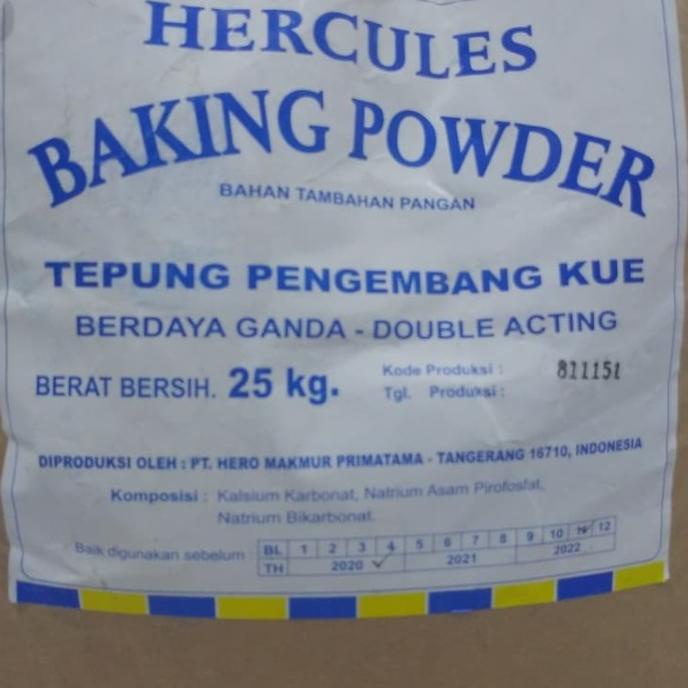 HERCULES
BAKING POWDER
BAHAN TAMBAHAN PANGAN
TEPUNG PENGEMBANG KUE
BERDAYA GANDA - DOUBLE ACTING
BERAT BERSIH. 25 kg.
Kode Produksi : 811151
Tgl. Produksi :
DIPRODUKSI OLEH : PT. HERO MAKMUR PRIMATAMA - TANGERANG 16710, INDONESIA
Komposisi : Kalsium Karbonat, Natrium Asam Pirofosfat,
Natrium Bikarbonat.
Baik digunakan sebelum BL 1 2 3 4 5 6 7 8 9 10 11 12
TH 2020 2021 2022